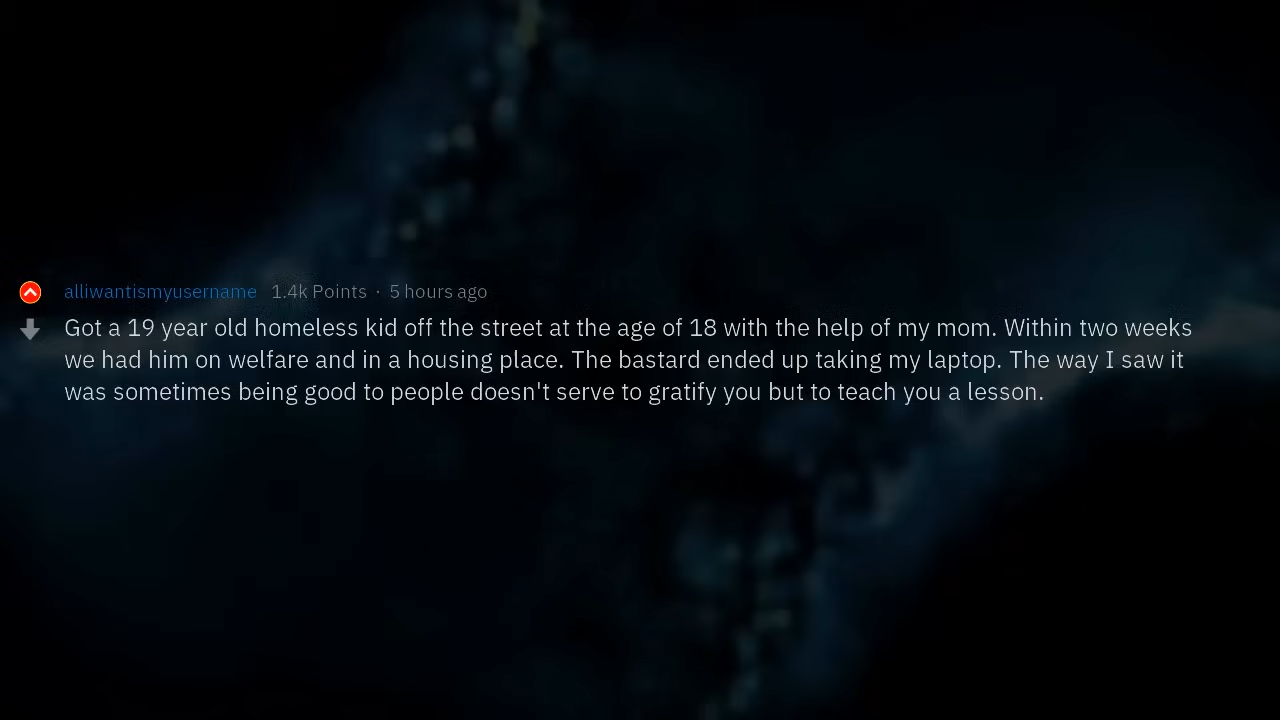 alliwantismyusername 1.4k Points · 5 hours ago
Got a 19 year old homeless kid off the street at the age of 18 with the help of my mom. Within two weeks
we had him on welfare and in a housing place. The bastard ended up taking my laptop. The way I saw it
was sometimes being good to people doesn't serve to gratify you but to teach you a lesson.